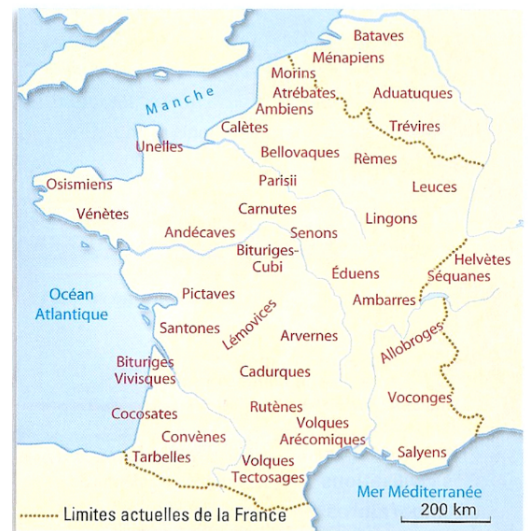 Bataves
Ménapiens
Morins
Atrébates
Aduatuques
Ambiens
Manche
Calètes
Trévires
Unelles
Bellovaques
Rèmes
Parisii
Osismiens
Leuces
Vénètes
Carnutes
Lingons
Andécaves
Senons
Bituriges-
Cubi
Helvètes
Éduens
Séquanes
Océan
Atlantique
Pictaves
Ambarres
Santones
Lémovices
Arvernes
Allobroges
Bituriges
Vivisques
Cadurques
Voconges
Cocosates
Rutènes
Volques
Arécomiques
Convènes
Tarbelles
Volques
Tectosages
Salyens
Mer Méditerranée
Limites actuelles de la France
200 km